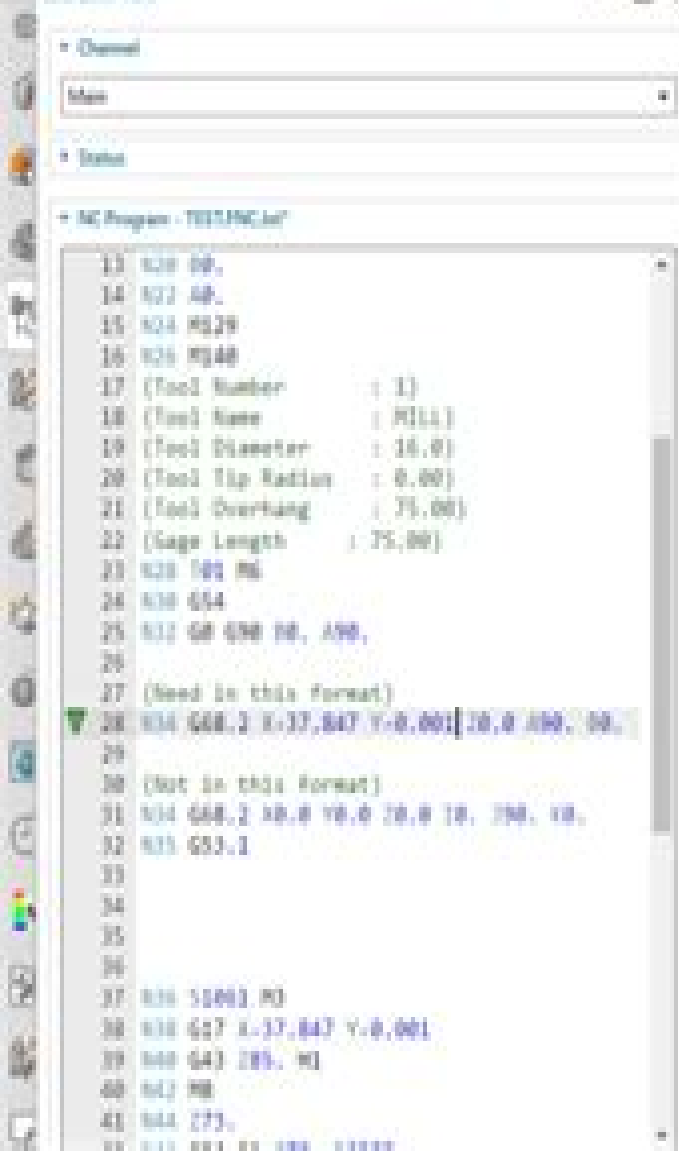 Channel
Main
Status
NC Program - TEST.FNC.txt*
13 N20 B0.
14 N22 A0.
15 N24 M129
16 N26 M140
17 (Tool Number : 1)
18 (Tool Name : MILL)
19 (Tool Diameter : 16.0)
20 (Tool Tip Radius : 0.00)
21 (Tool Overhang : 75.00)
22 (Gage Length : 75.00)
23 N28 T01 M6
24 N30 G54
25 N32 G0 G90 B0. A90.
26
27 (Need in this format)
28 N34 G68.2 X-37.847 Y-0.001 Z0.0 A90. B0.
29
30 (Not in this Format)
31 N34 G68.2 X0.0 Y0.0 Z0.0 I0. J90. K0.
32 N35 G53.1
33
34
35
36
37 N36 S1061 M3
38 N38 G17 X-37.847 Y-0.001
39 N40 G43 Z85. H1
40 N42 M8
41 N44 Z73.